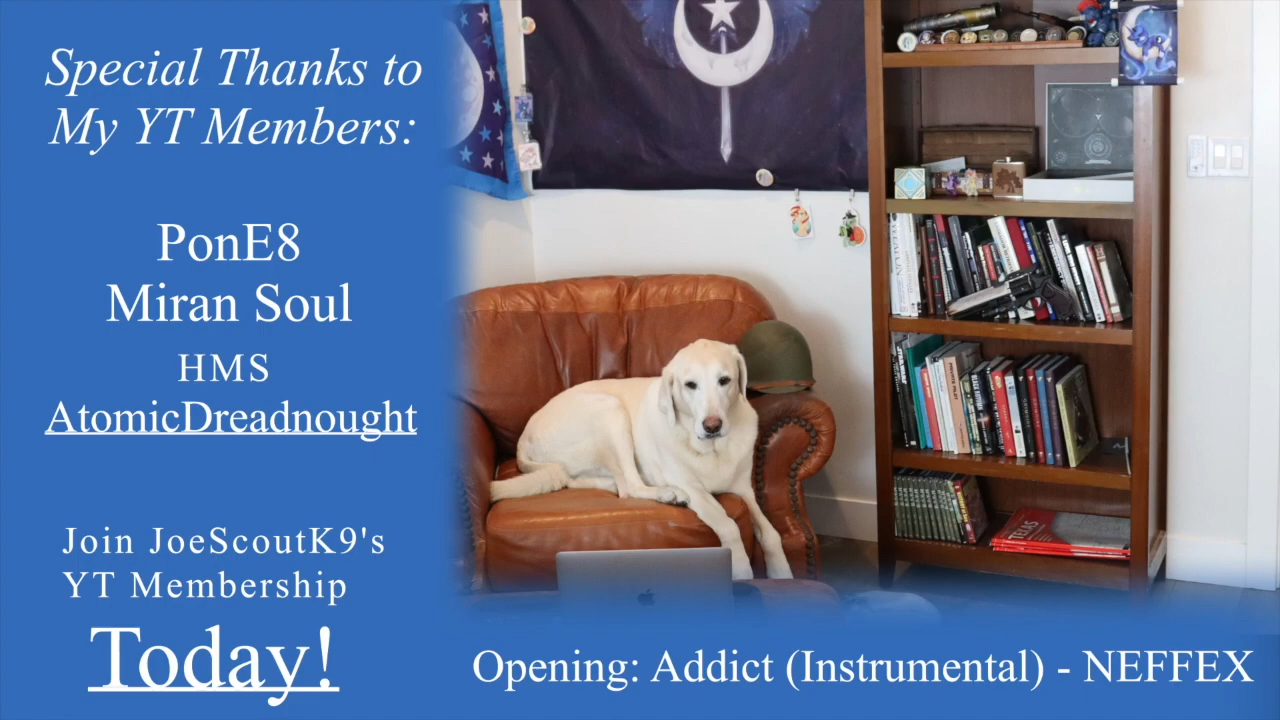 Special Thanks to
My YT Members:
PonE8
Miran Soul
HMS
AtomicDreadnought
Join JoeScoutK9's
YT Membership
Today!
Opening: Addict (Instrumental) - NEFFEX
TEXAS